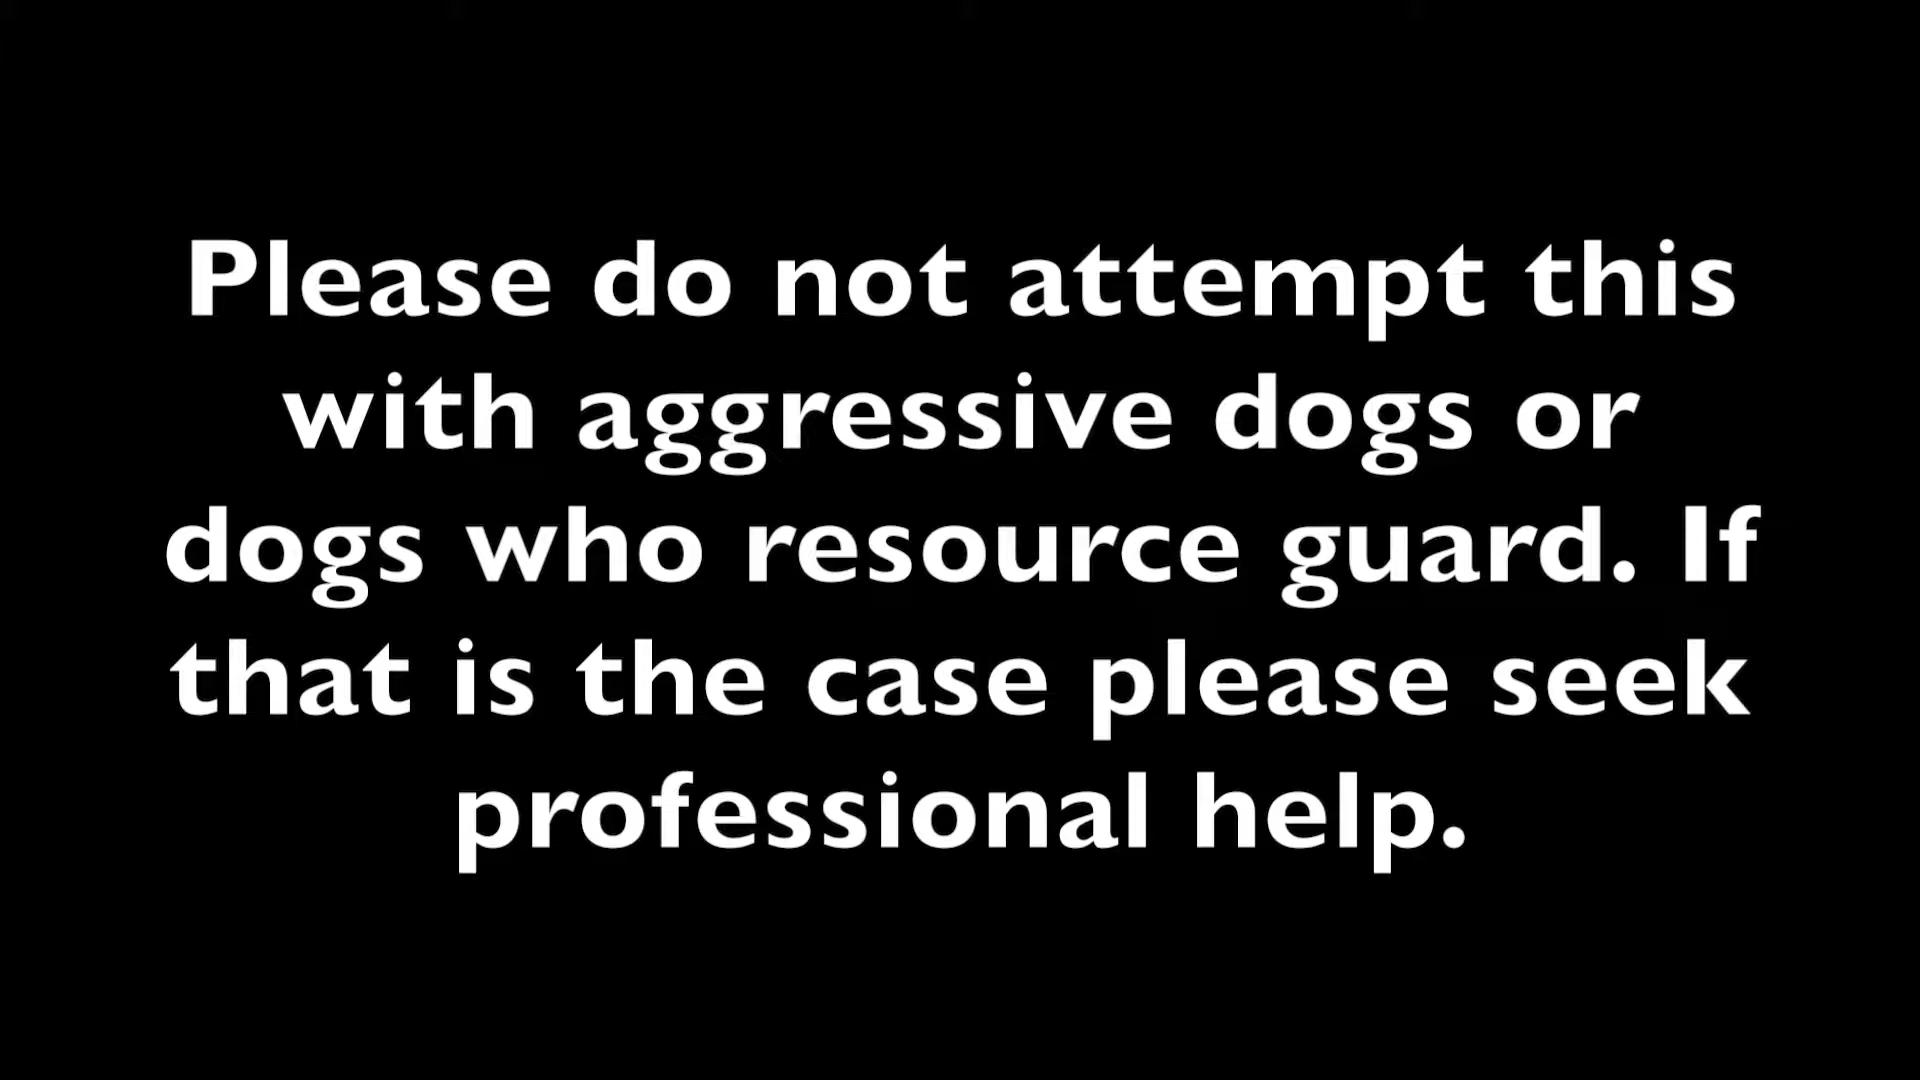 Please do not attempt this
with aggressive dogs or
dogs who resource guard. If
that is the case please seek
professional help.